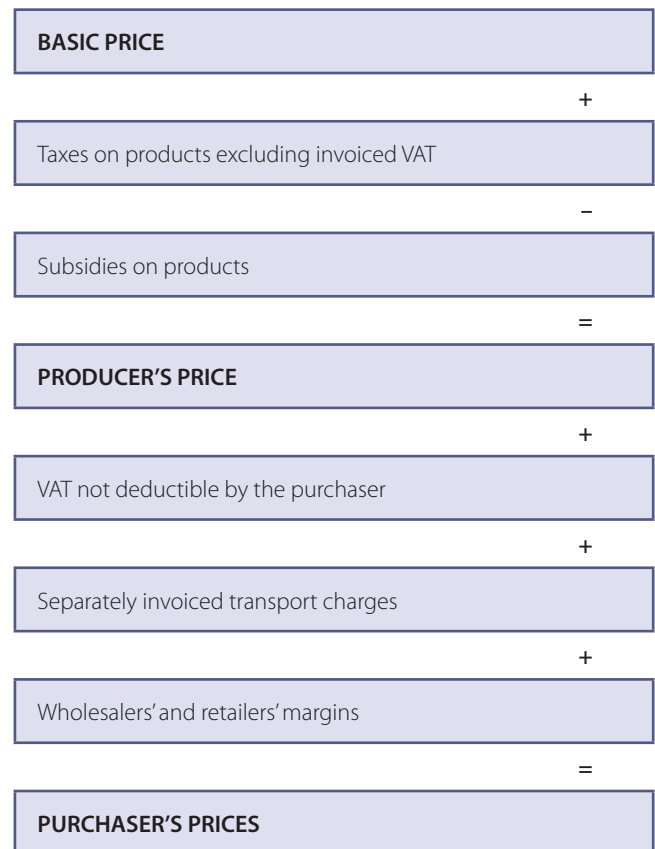 BASIC PRICE
+
Taxes on products excluding invoiced VAT
–
Subsidies on products
=
PRODUCER’S PRICE
+
VAT not deductible by the purchaser
+
Separately invoiced transport charges
+
Wholesalers’ and retailers’ margins
=
PURCHASER’S PRICES